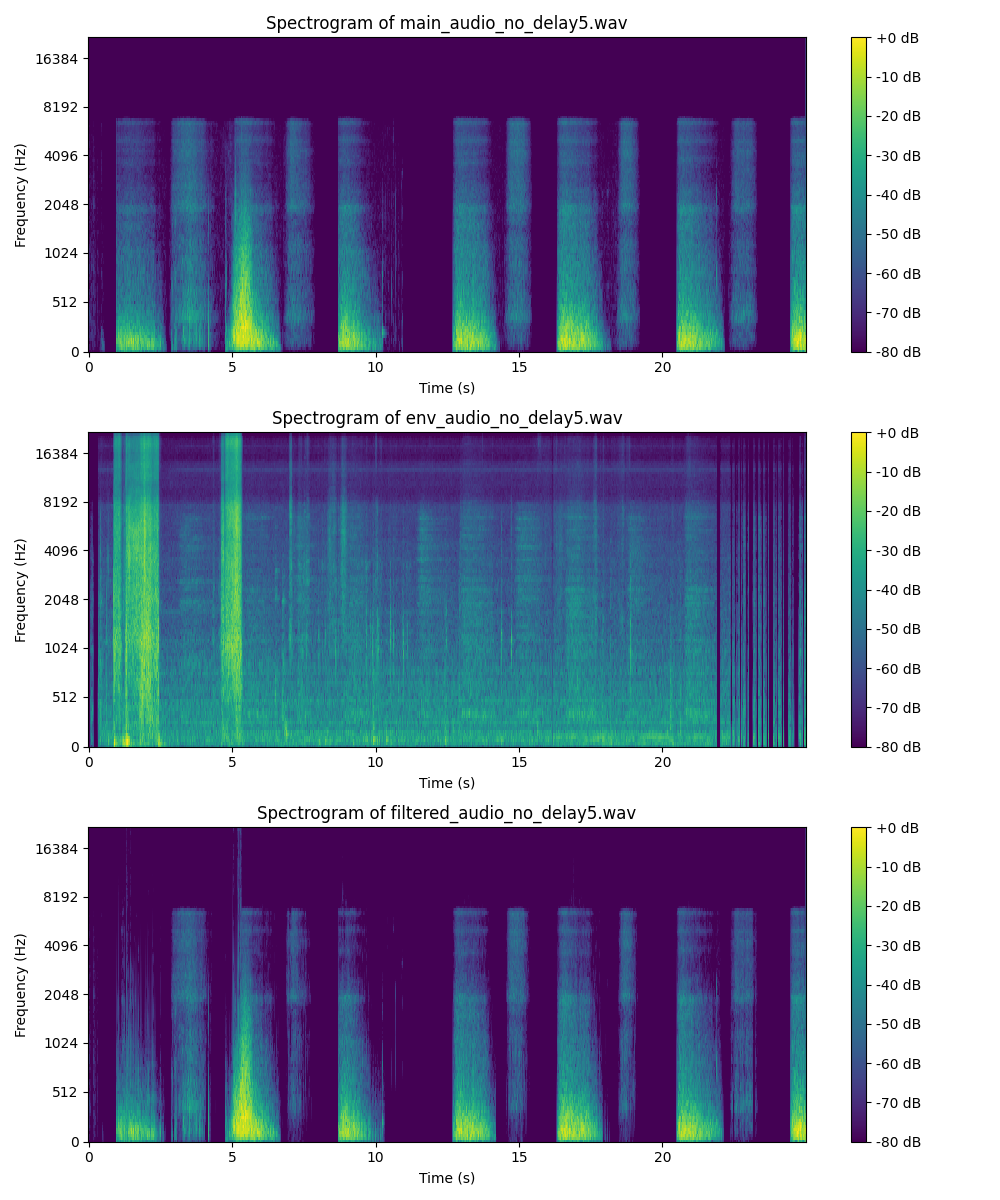 Spectrogram of main_audio_no_delay5.wav
16384
8192
4096
2048
1024
512
0
Frequency (Hz)
0 5 10 15 20
Time (s)
+0 dB
-10 dB
-20 dB
-30 dB
-40 dB
-50 dB
-60 dB
-70 dB
-80 dB
Spectrogram of env_audio_no_delay5.wav
16384
8192
4096
2048
1024
512
0
Frequency (Hz)
0 5 10 15 20
Time (s)
+0 dB
-10 dB
-20 dB
-30 dB
-40 dB
-50 dB
-60 dB
-70 dB
-80 dB
Spectrogram of filtered_audio_no_delay5.wav
16384
8192
4096
2048
1024
512
0
Frequency (Hz)
0 5 10 15 20
Time (s)
+0 dB
-10 dB
-20 dB
-30 dB
-40 dB
-50 dB
-60 dB
-70 dB
-80 dB